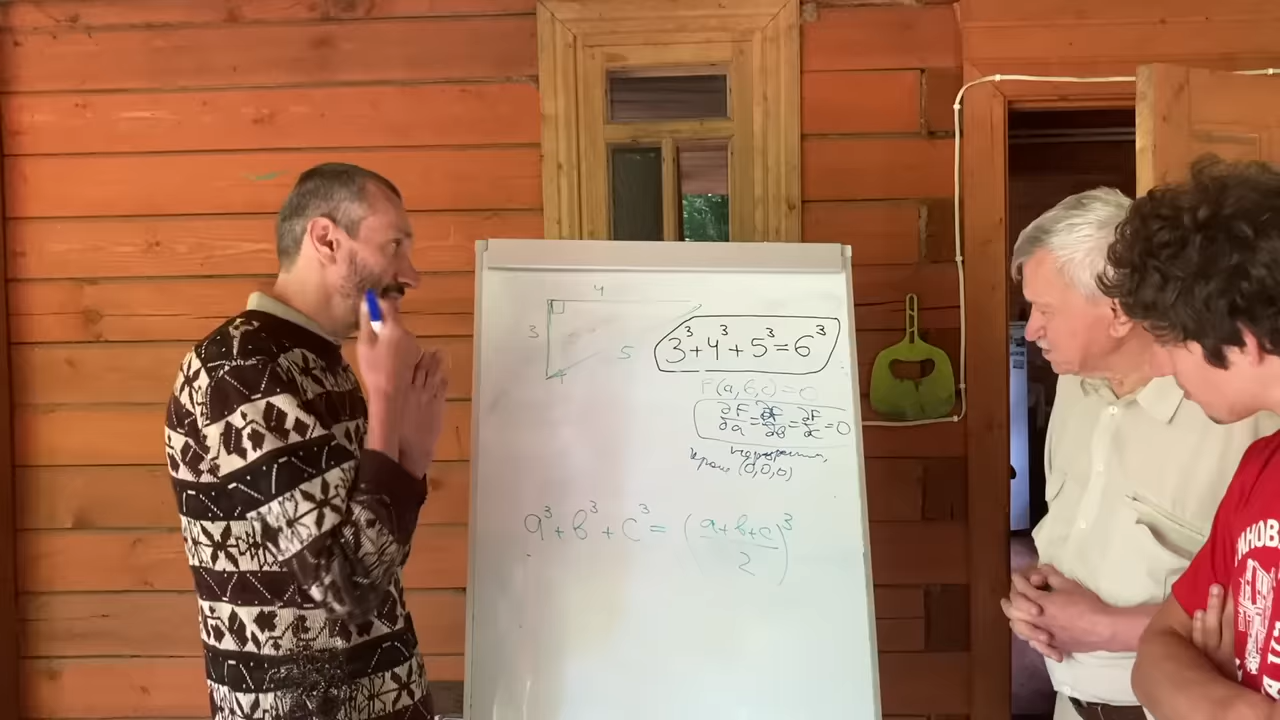 4
3
5
3³+4³+5³=6³
F(a,b,c)=0
∂F/∂a=∂F/∂b=∂F/∂c=0
кроме (0,0,0)
a³+b³+c³=((a+b+c)/2)³